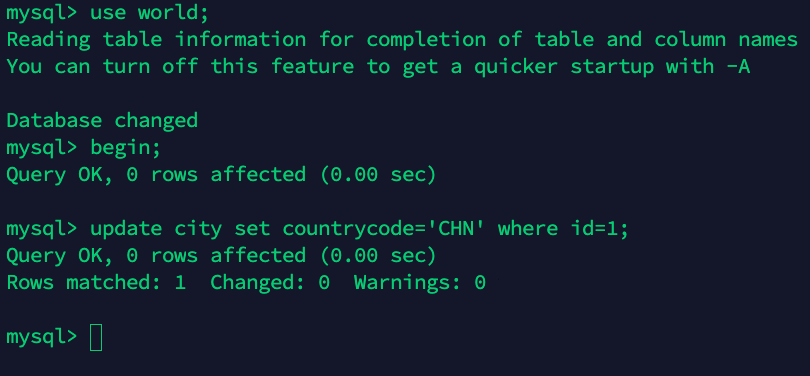 mysql> use world;
Reading table information for completion of table and column names
You can turn off this feature to get a quicker startup with -A
Database changed
mysql> begin;
Query OK, 0 rows affected (0.00 sec)
mysql> update city set countrycode='CHN' where id=1;
Query OK, 0 rows affected (0.00 sec)
Rows matched: 1  Changed: 0  Warnings: 0
mysql>